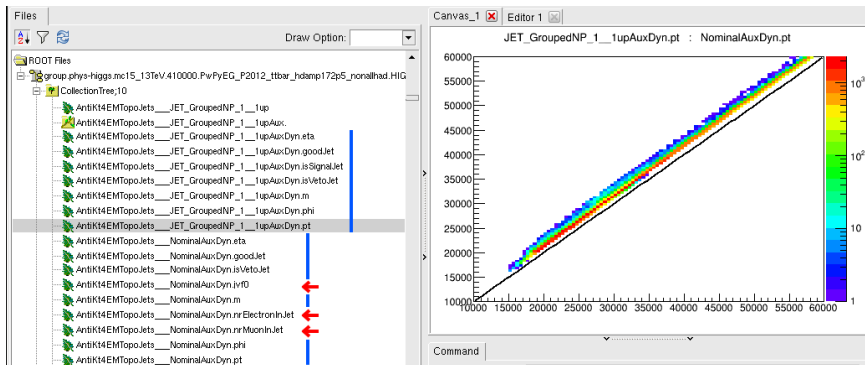 Files
Draw Option:
ROOT Files
group.phys-higgs.mc15_13TeV.410000.PwPyEG_P2012_ttbar_hdamp172p5_nonallhad.HIG
CollectionTree;10
AntiKt4EMTopoJets___JET_GroupedNP_1__1up
AntiKt4EMTopoJets___JET_GroupedNP_1__1upAux.
AntiKt4EMTopoJets___JET_GroupedNP_1__1upAuxDyn.eta
AntiKt4EMTopoJets___JET_GroupedNP_1__1upAuxDyn.goodJet
AntiKt4EMTopoJets___JET_GroupedNP_1__1upAuxDyn.isSignalJet
AntiKt4EMTopoJets___JET_GroupedNP_1__1upAuxDyn.isVetoJet
AntiKt4EMTopoJets___JET_GroupedNP_1__1upAuxDyn.m
AntiKt4EMTopoJets___JET_GroupedNP_1__1upAuxDyn.phi
AntiKt4EMTopoJets___JET_GroupedNP_1__1upAuxDyn.pt
AntiKt4EMTopoJets___NominalAuxDyn.eta
AntiKt4EMTopoJets___NominalAuxDyn.goodJet
AntiKt4EMTopoJets___NominalAuxDyn.isVetoJet
AntiKt4EMTopoJets___NominalAuxDyn.jvf0
AntiKt4EMTopoJets___NominalAuxDyn.m
AntiKt4EMTopoJets___NominalAuxDyn.nrElectronInJet
AntiKt4EMTopoJets___NominalAuxDyn.nrMuonInJet
AntiKt4EMTopoJets___NominalAuxDyn.phi
AntiKt4EMTopoJets___NominalAuxDyn.pt
Canvas_1 Editor 1
JET_GroupedNP_1__1upAuxDyn.pt : NominalAuxDyn.pt
60000
55000
50000
45000
40000
35000
30000
25000
20000
15000
10000
10000 15000 20000 25000 30000 35000 40000 45000 50000 55000 60000
10³
10²
10
1
Command